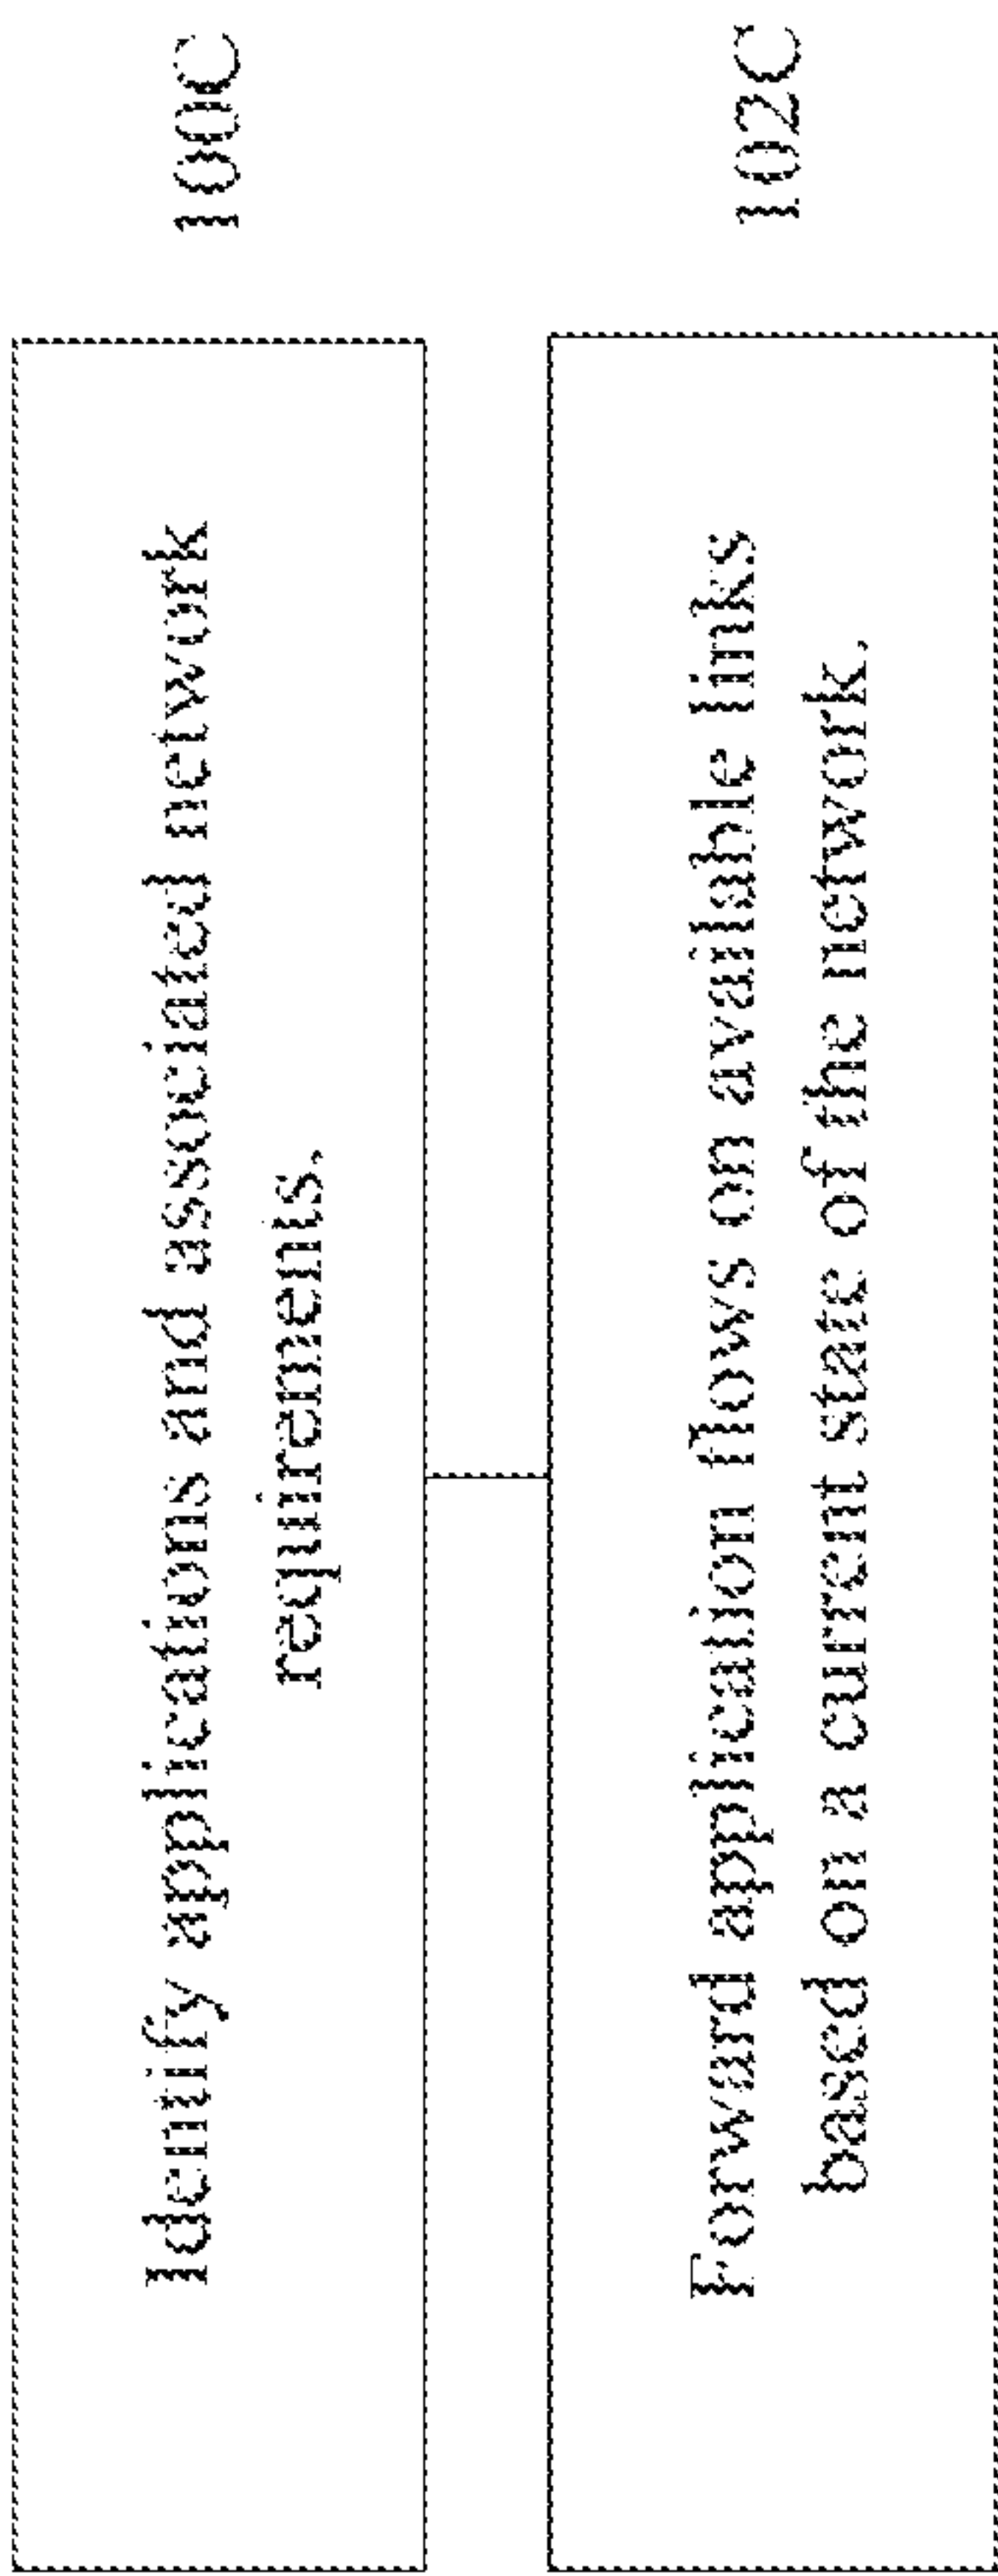 Identify applications and associated network
requirements.
100C
Forward application flows on available links
based on a current state of the network.
102C